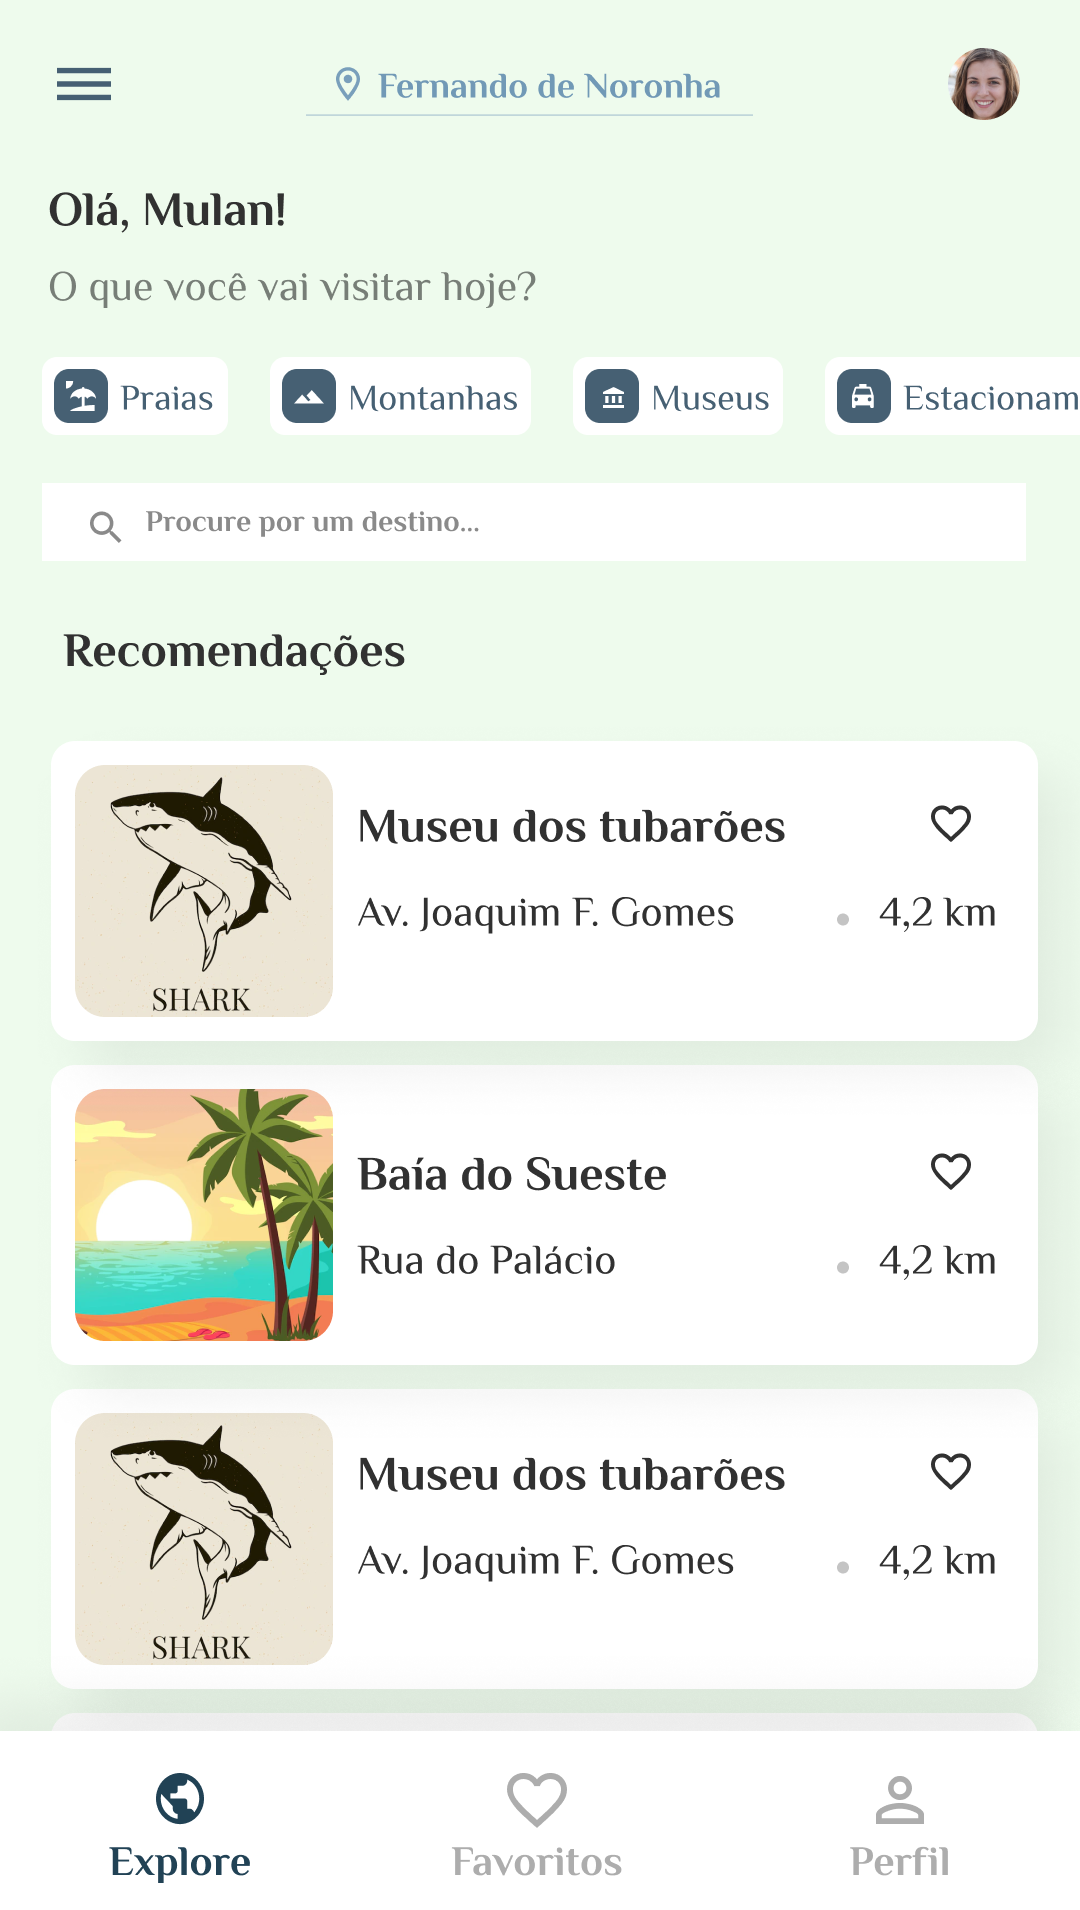 Fernando de Noronha
Olá, Mulan!
O que você vai visitar hoje?
Praias
Montanhas
Museus
Estacionam
Procure por um destino...
Recomendações
Museu dos tubarões
Av. Joaquim F. Gomes
4,2 km
SHARK
Baía do Sueste
Rua do Palácio
4,2 km
Museu dos tubarões
Av. Joaquim F. Gomes
4,2 km
SHARK
Explore
Favoritos
Perfil